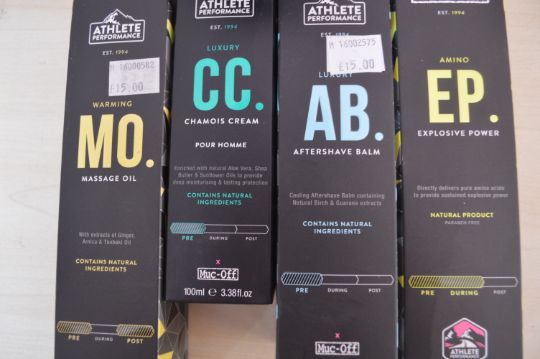 ATHLETE
PERFORMANCE
EST. 1994
M 16000582
£15.00
WARMING
MO.
MASSAGE OIL
With extracts of Ginger,
Arnica & Tsubaki Oil
CONTAINS NATURAL
INGREDIENTS
PRE DURING POST
ATHLETE
PERFORMANCE
EST. 1994
LUXURY
CC.
CHAMOIS CREAM
POUR HOMME
Enriched with natural Aloe Vera, Shea
Butter & Sunflower Oils to provide
deep moisturising & lasting protection
CONTAINS NATURAL
INGREDIENTS
PRE DURING POST
x
Muc-Off
100ml ℮ 3.38fl.oz
ATHLETE
PERFORMANCE
EST.
M 16002575
£15.00
LUXURY
AB.
AFTERSHAVE BALM
Cooling Aftershave Balm containing
Natural Birch & Guarana extracts
CONTAINS NATURAL
INGREDIENTS
PRE DURING POST
x
Muc-Off
PERFORMANCE
EST. 1994
AMINO
EP.
EXPLOSIVE POWER
Directly delivers pure amino acids
to provide sustained explosive power
NATURAL PRODUCT
PARABEN FREE
PRE DURING POST
ATHLETE
PERFORMANCE